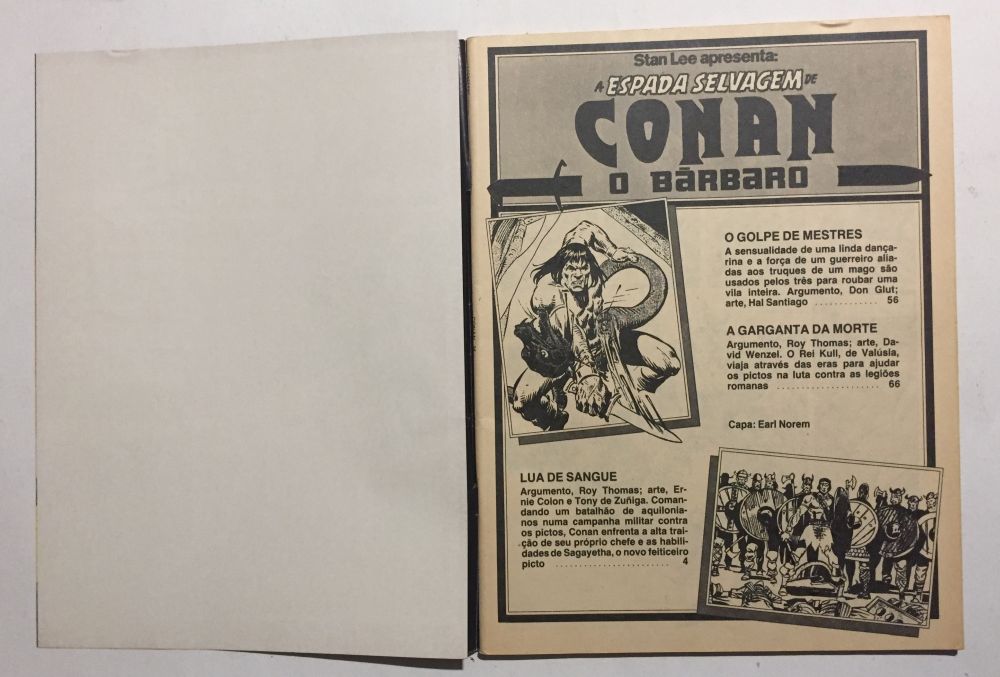 Stan Lee apresenta:
A ESPADA SELVAGEM DE
CONAN
O BÁRBARO
O GOLPE DE MESTRES
A sensualidade de uma linda dança-
rina e a força de um guerreiro alia-
das aos truques de um mago são
usados pelos três para roubar uma
vila inteira. Argumento, Don Glut;
arte, Hal Santiago . . . . . . . . . . . . . 56
A GARGANTA DA MORTE
Argumento, Roy Thomas; arte, Da-
vid Wenzel. O Rei Kull, de Valúsia,
viaja através das eras para ajudar
os pictos na luta contra as legiões
romanas . . . . . . . . . . . . . . . . . . . . . 66
Capa: Earl Norem
LUA DE SANGUE
Argumento, Roy Thomas; arte, Er-
nie Colon e Tony de Zuñiga. Coman-
dando um batalhão de aquilonia-
nos numa campanha militar contra
os pictos, Conan enfrenta a alta trai-
ção de seu próprio chefe e as habili-
dades de Sagayetha, o novo feiticeiro
picto . . . . . . . . . . . . . . . . . . . . . . . 4